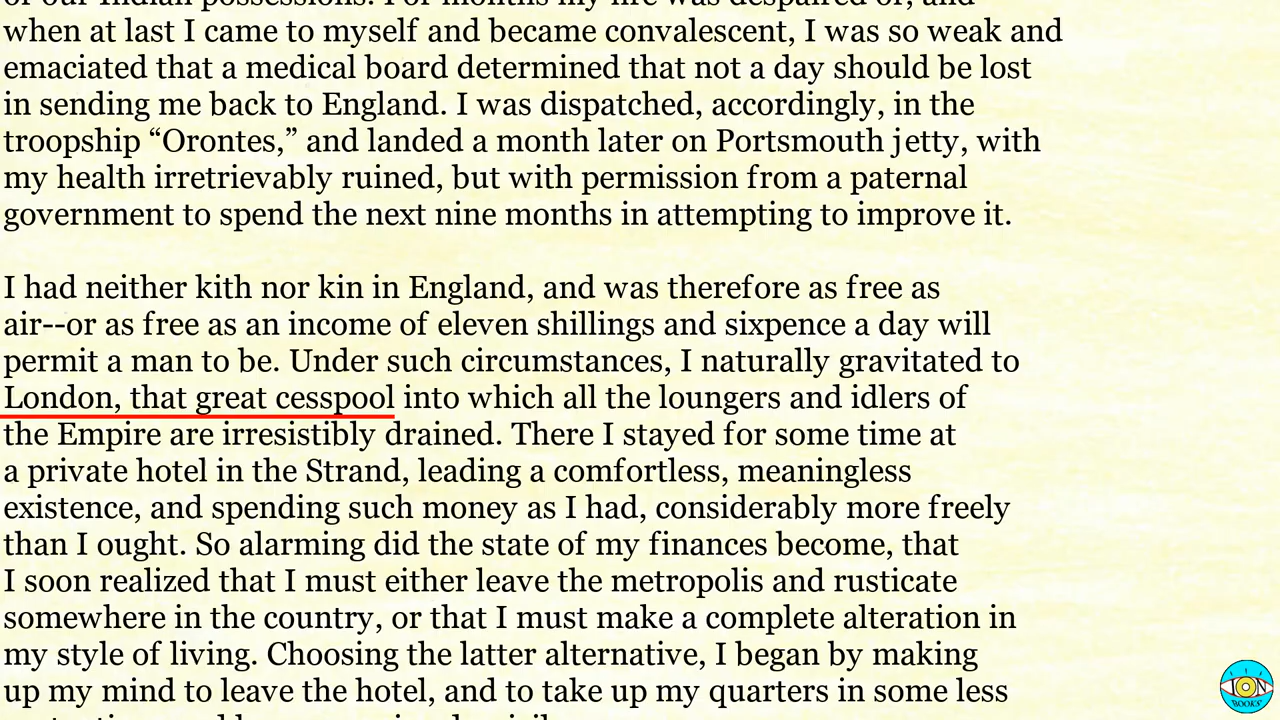 when at last I came to myself and became convalescent, I was so weak and
emaciated that a medical board determined that not a day should be lost
in sending me back to England. I was dispatched, accordingly, in the
troopship “Orontes,” and landed a month later on Portsmouth jetty, with
my health irretrievably ruined, but with permission from a paternal
government to spend the next nine months in attempting to improve it.
I had neither kith nor kin in England, and was therefore as free as
air--or as free as an income of eleven shillings and sixpence a day will
permit a man to be. Under such circumstances, I naturally gravitated to
London, that great cesspool into which all the loungers and idlers of
the Empire are irresistibly drained. There I stayed for some time at
a private hotel in the Strand, leading a comfortless, meaningless
existence, and spending such money as I had, considerably more freely
than I ought. So alarming did the state of my finances become, that
I soon realized that I must either leave the metropolis and rusticate
somewhere in the country, or that I must make a complete alteration in
my style of living. Choosing the latter alternative, I began by making
up my mind to leave the hotel, and to take up my quarters in some less
ION
BOOKS